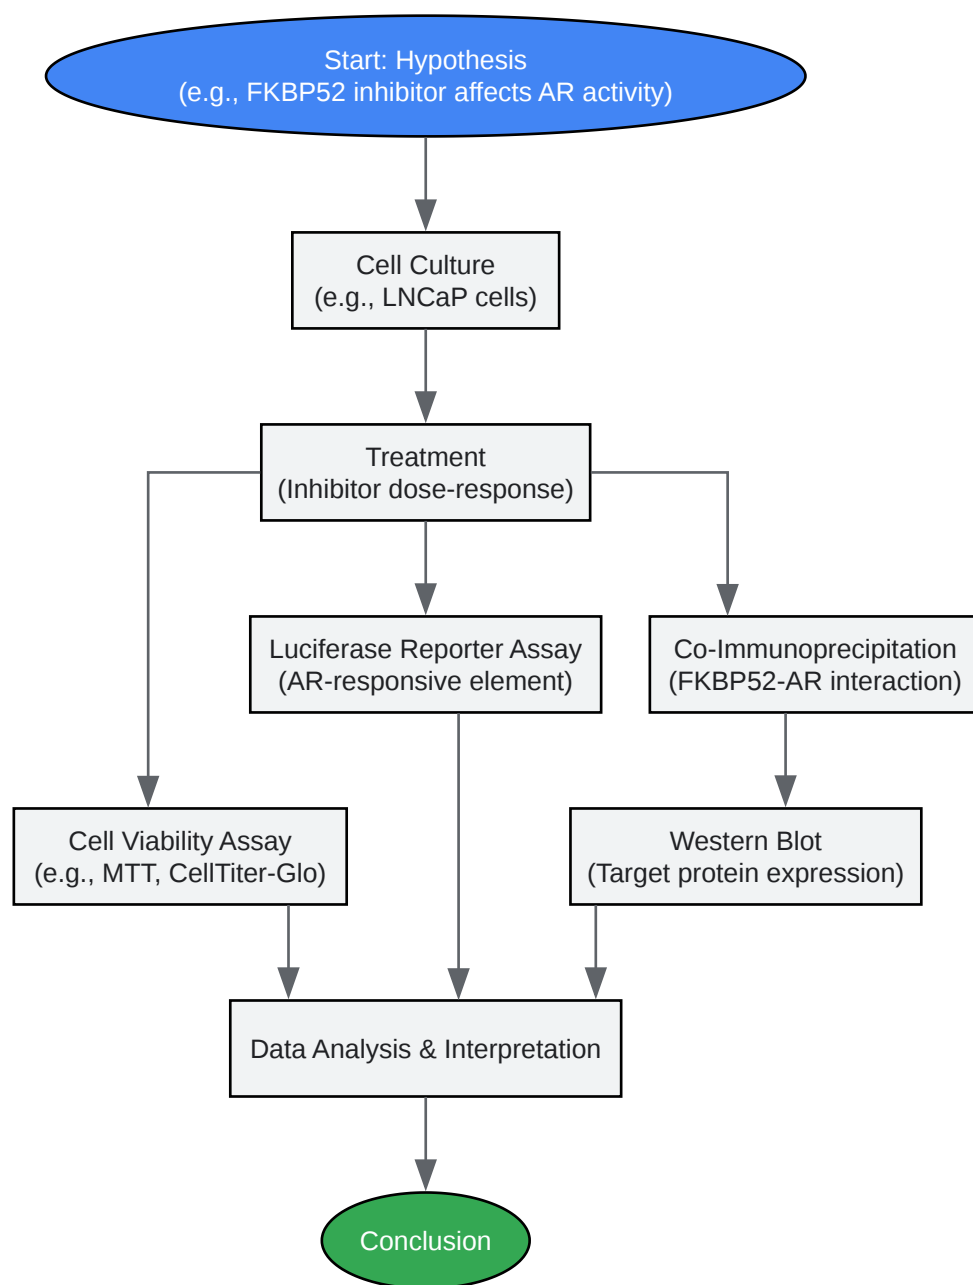 Start: Hypothesis
(e.g., FKBP52 inhibitor affects AR activity)
Cell Culture
(e.g., LNCaP cells)
Treatment
(Inhibitor dose-response)
Luciferase Reporter Assay
(AR-responsive element)
Co-Immunoprecipitation
(FKBP52-AR interaction)
Cell Viability Assay
(e.g., MTT, CellTiter-Glo)
Western Blot
(Target protein expression)
Data Analysis & Interpretation
Conclusion